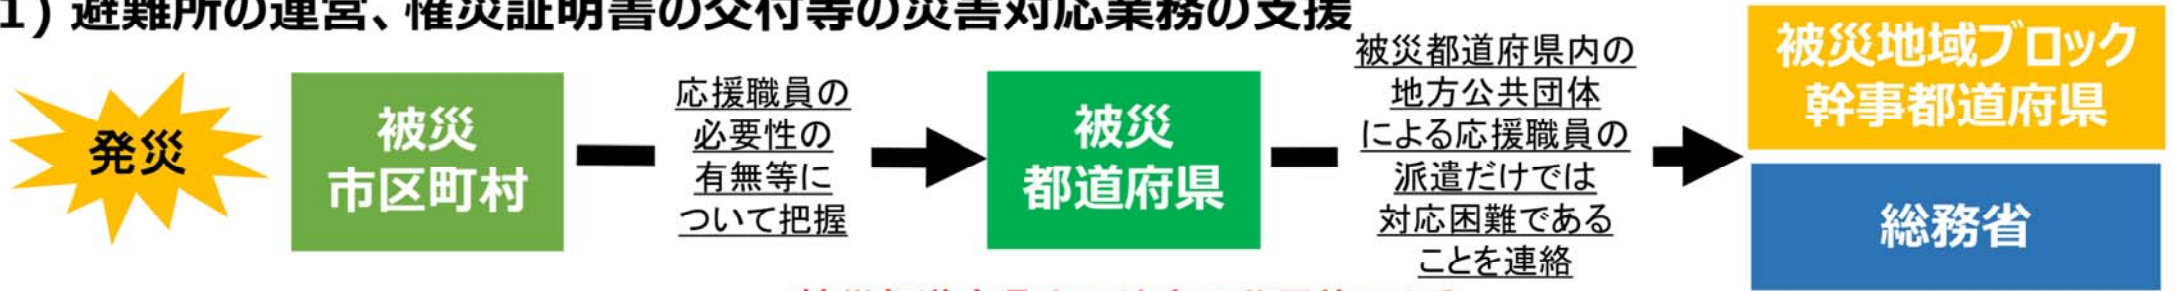 1) 避難所の運営、罹災証明書の交付等の災害対応業務の支援
発災
被災
市区町村
応援職員の
必要性の
有無等に
ついて把握
被災
都道府県
被災都道府県内の
地方公共団体
による応援職員の
派遣だけでは
対応困難である
ことを連絡
被災地域ブロック
幹事都道府県
総務省